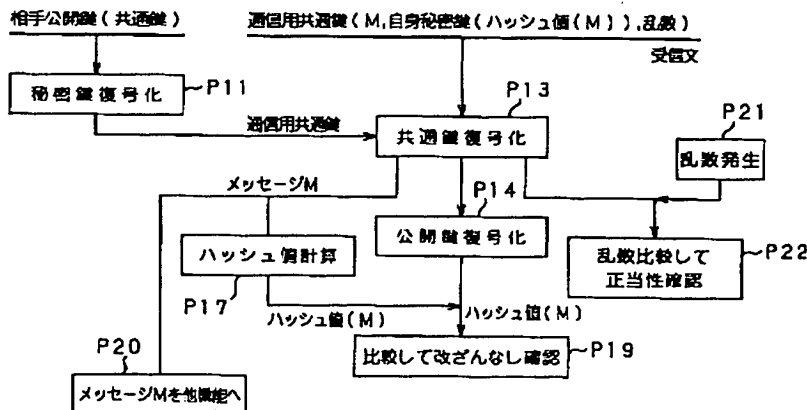 相手公開鍵(共通鍵)
通信用共通鍵(M,自身秘密鍵(ハッシュ値(M)),乱数)
受信文
秘密鍵復号化
P11
P13
P21
通信用共通鍵
共通鍵復号化
乱数発生
メッセージM
P14
ハッシュ値計算
公開鍵復号化
乱数比較して
正当性確認
P22
P17
ハッシュ値(M)
ハッシュ値(M)
P20
比較して改ざんなし確認
P19
メッセージMを他機能へ